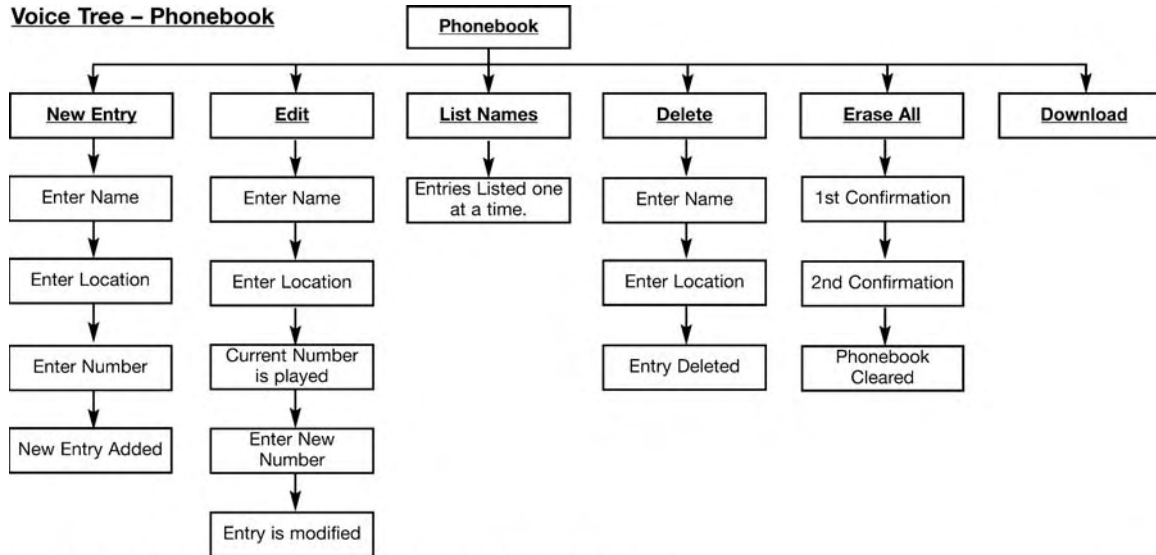 Voice Tree – Phonebook
Phonebook
New Entry
Edit
List Names
Delete
Erase All
Download
Enter Name
Enter Name
Entries Listed one
at a time.
Enter Name
1st Confirmation
Enter Location
Enter Location
Enter Location
2nd Confirmation
Enter Number
Current Number
is played
Entry Deleted
Phonebook
Cleared
New Entry Added
Enter New
Number
Entry is modified